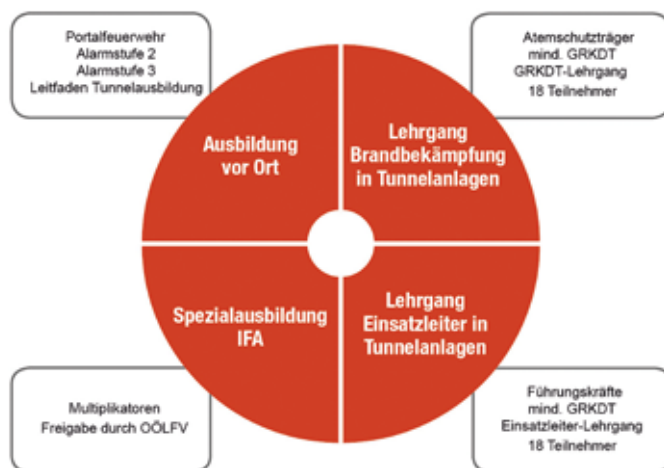 Portalfeuerwehr
Alarmstufe 2
Alarmstufe 3
Leitfaden Tunnelausbildung
Atemschutzträger
mind. GRKDT
GRKDT-Lehrgang
18 Teilnehmer
Ausbildung
vor Ort
Lehrgang
Brandbekämpfung
in Tunnelanlagen
Spezialausbildung
IFA
Lehrgang
Einsatzleiter in
Tunnelanlagen
Multiplikatoren
Freigabe durch OÖLFV
Führungskräfte
mind. GRKDT
Einsatzleiter-Lehrgang
18 Teilnehmer